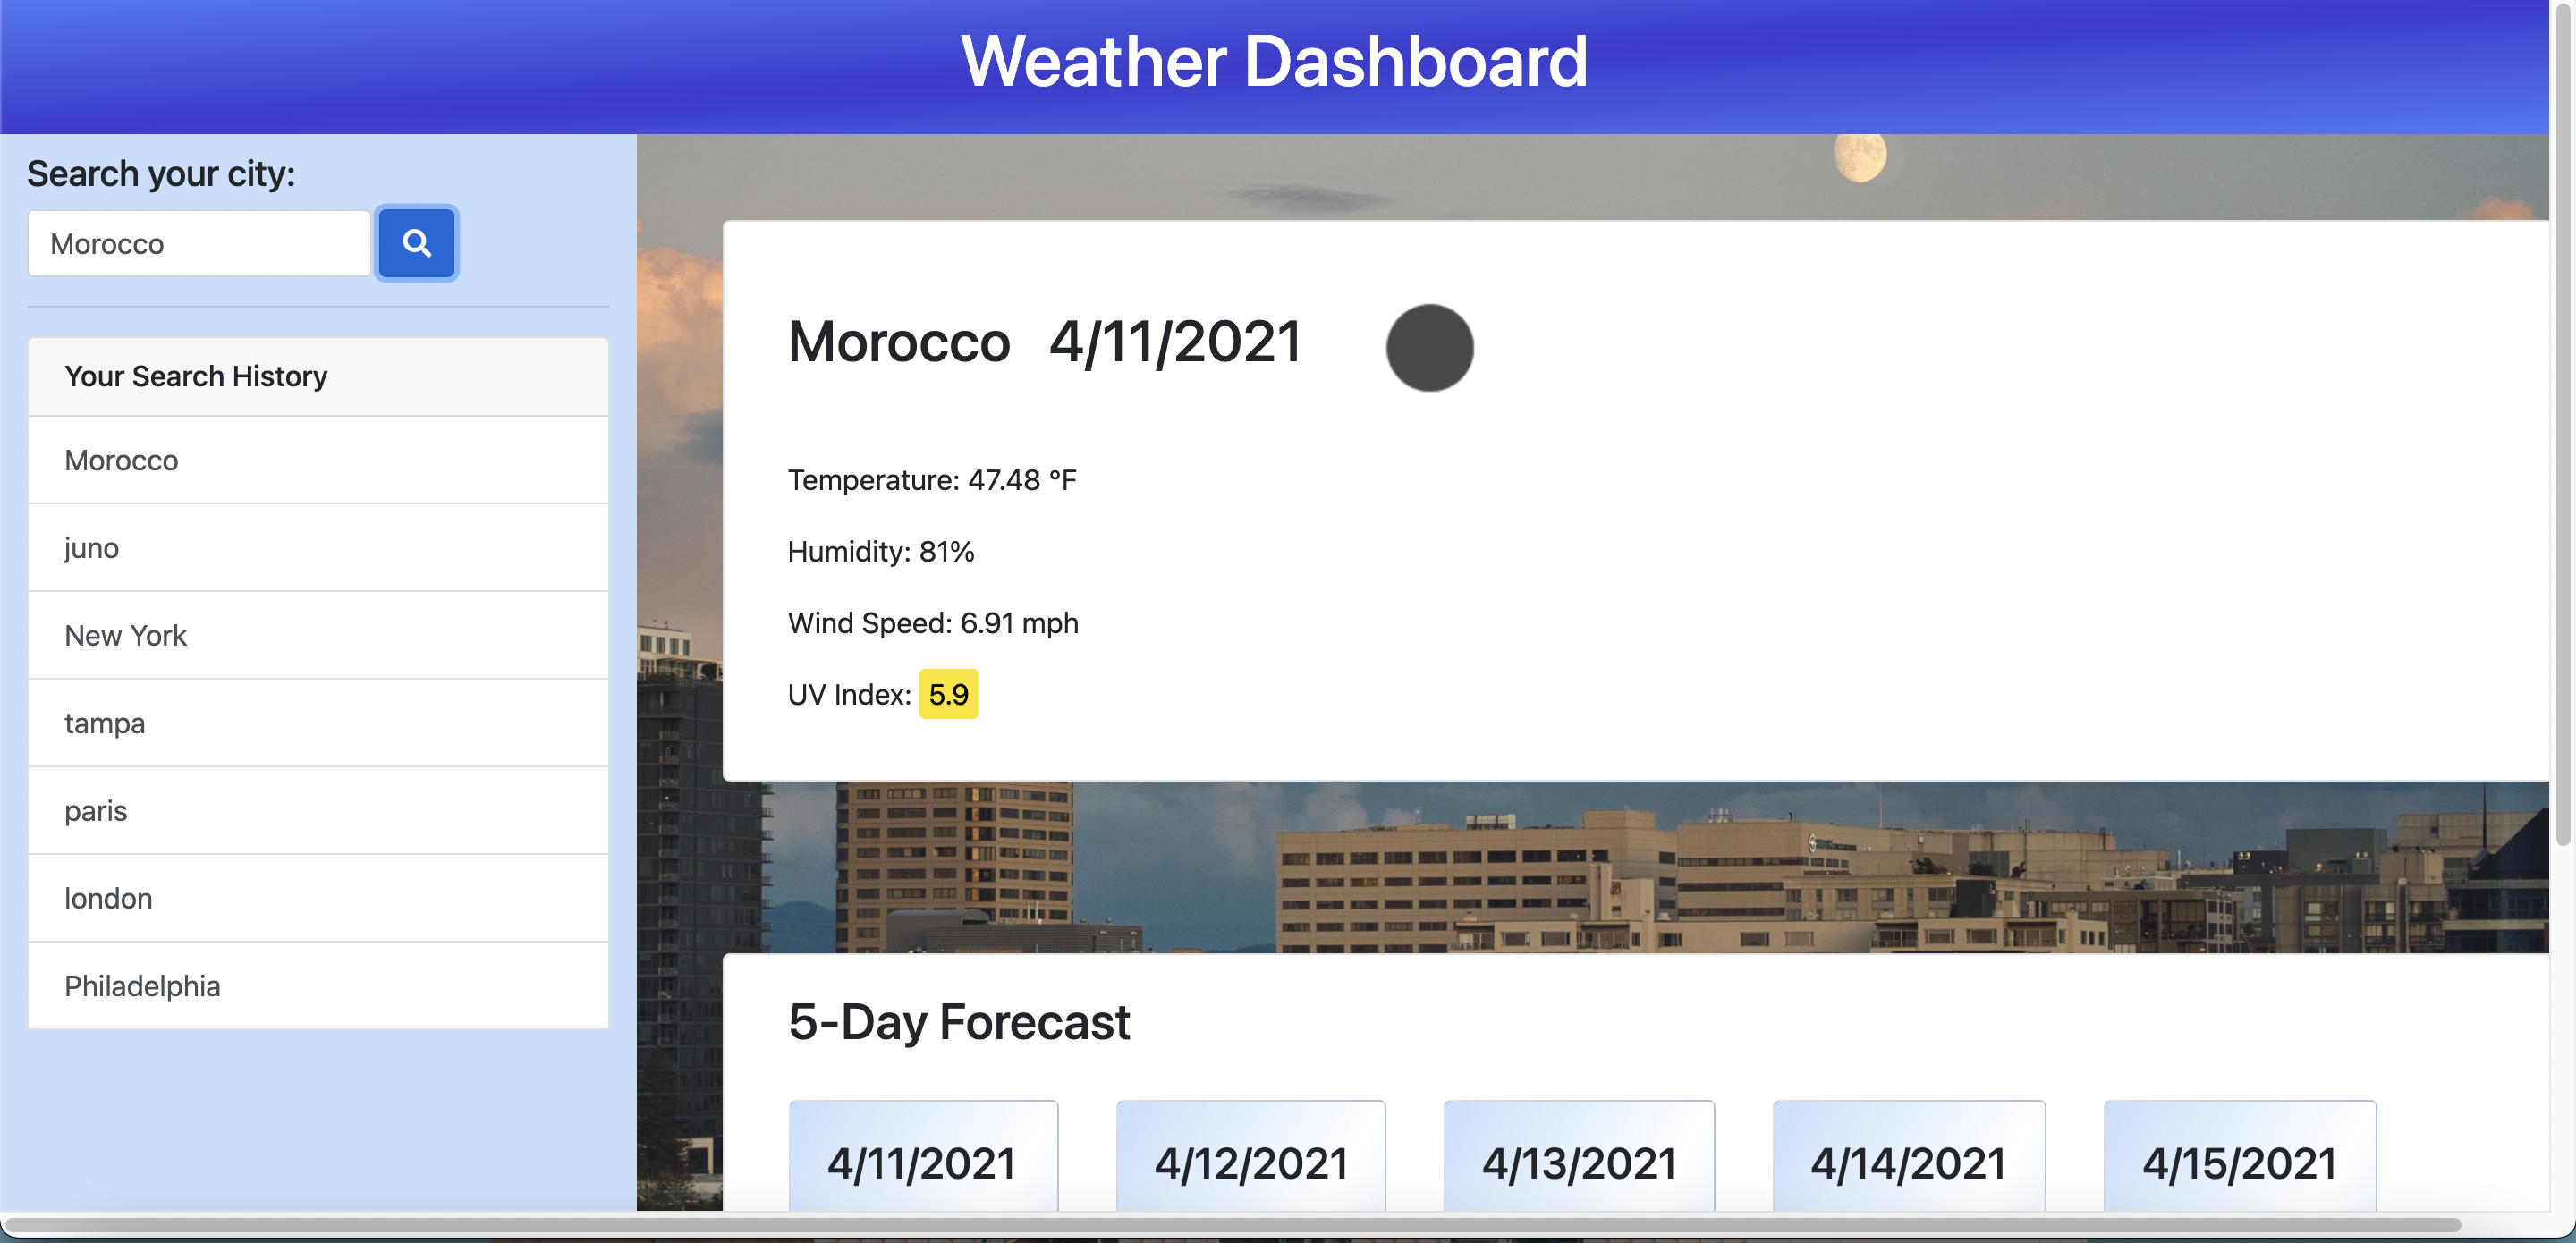 Weather Dashboard
Search your city:
Morocco
Your Search History
Morocco
juno
New York
tampa
paris
london
Philadelphia
Morocco 4/11/2021
Temperature: 47.48 °F
Humidity: 81%
Wind Speed: 6.91 mph
UV Index: 5.9
5-Day Forecast
4/11/2021 4/12/2021 4/13/2021 4/14/2021 4/15/2021